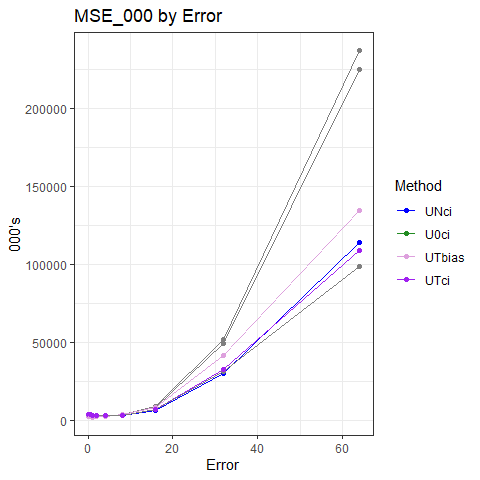 MSE_000 by Error
000's
200000
150000
100000
50000
0
0 20 40 60
Error
Method
UNci
U0ci
UTbias
UTci